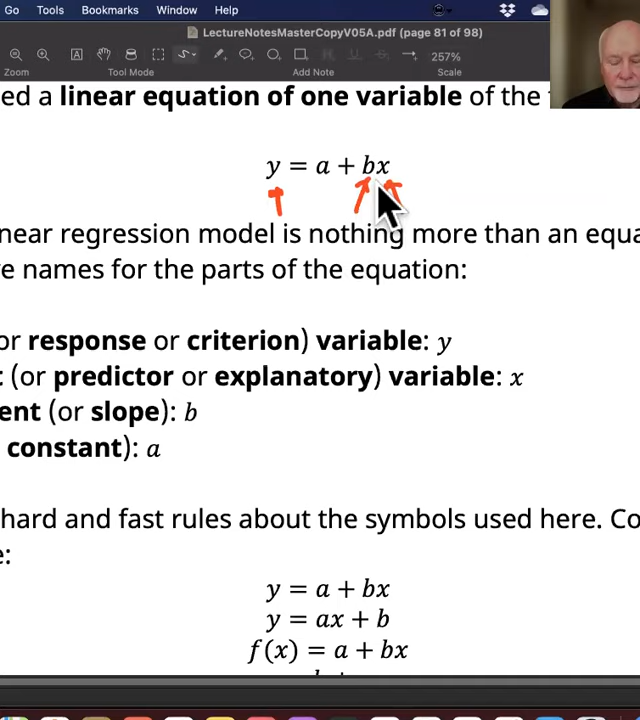 Go Tools Bookmarks Window Help
LectureNotesMasterCopyV05A.pdf (page 81 of 98)
A
257%
Zoom Tool Mode Add Note Scale
ed a linear equation of one variable of the
y = a + bx
near regression model is nothing more than an equa
e names for the parts of the equation:
or response or criterion) variable: y
t (or predictor or explanatory) variable: x
ent (or slope): b
constant): a
hard and fast rules about the symbols used here. Co
e:
y = a + bx
y = ax + b
f(x) = a + bx